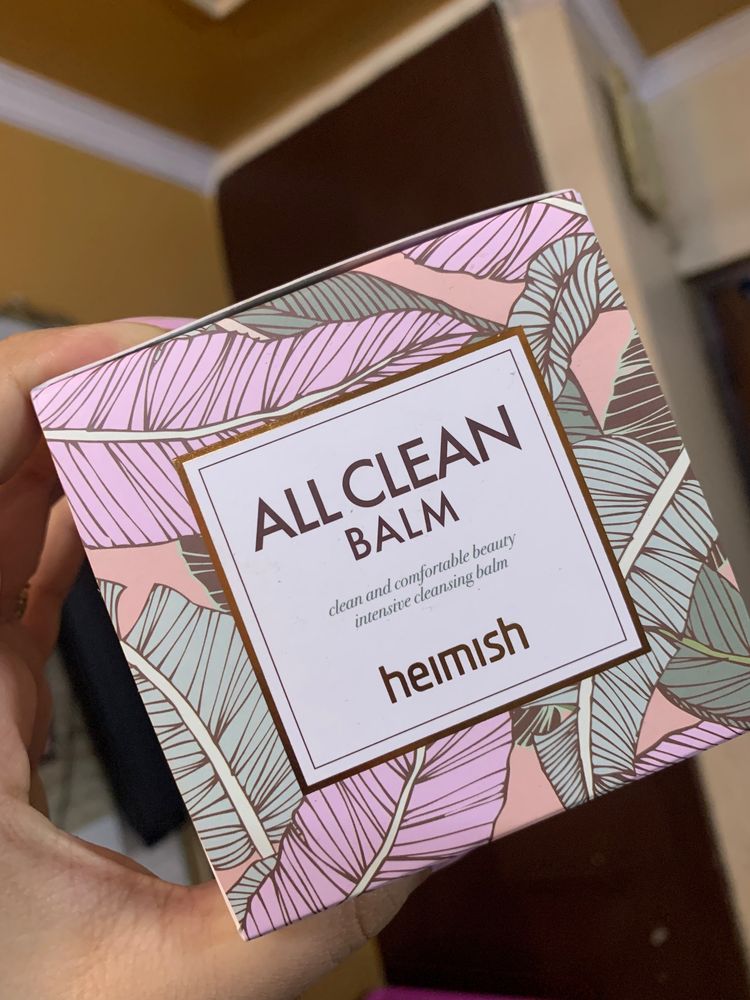 ALL CLEAN
BALM
clean and comfortable beauty
intensive cleansing balm
heimish